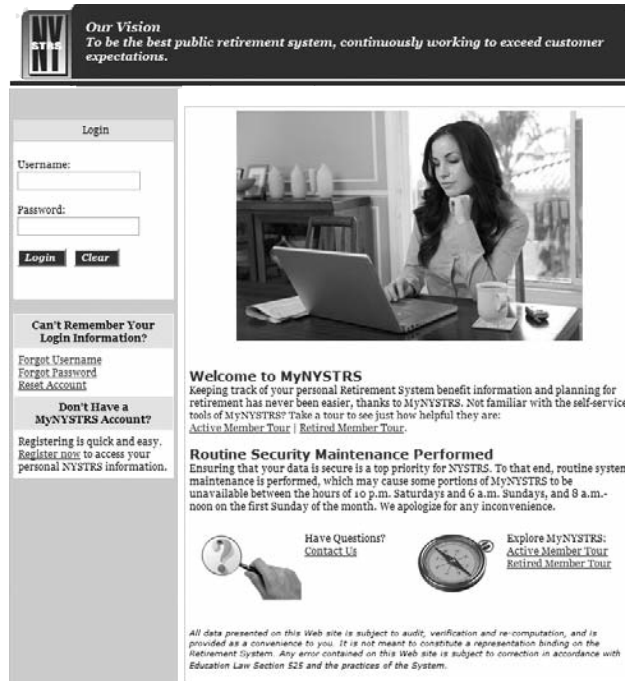 NY
STRS
NY
Our Vision
To be the best public retirement system, continuously working to exceed customer
expectations.
Login
Username:
Password:
Login Clear
Can't Remember Your
Login Information?
Forgot Username
Forgot Password
Reset Account
Don't Have a
MyNYSTRS Account?
Registering is quick and easy.
Register now to access your
personal NYSTRS information.
Welcome to MyNYSTRS
Keeping track of your personal Retirement System benefit information and planning for
retirement has never been easier, thanks to MyNYSTRS. Not familiar with the self-service
tools of MyNYSTRS? Take a tour to see just how helpful they are:
Active Member Tour | Retired Member Tour.
Routine Security Maintenance Performed
Ensuring that your data is secure is a top priority for NYSTRS. To that end, routine system
maintenance is performed, which may cause some portions of MyNYSTRS to be
unavailable between the hours of 10 p.m. Saturdays and 6 a.m. Sundays, and 8 a.m.-
noon on the first Sunday of the month. We apologize for any inconvenience.
Have Questions?
Contact Us
Explore MyNYSTRS:
Active Member Tour
Retired Member Tour
All data presented on this Web site is subject to audit, verification and re-computation, and is
provided as a convenience to you. It is not meant to constitute a representation binding on the
Retirement System. Any error contained on this Web site is subject to correction in accordance with
Education Law Section 525 and the practices of the System.